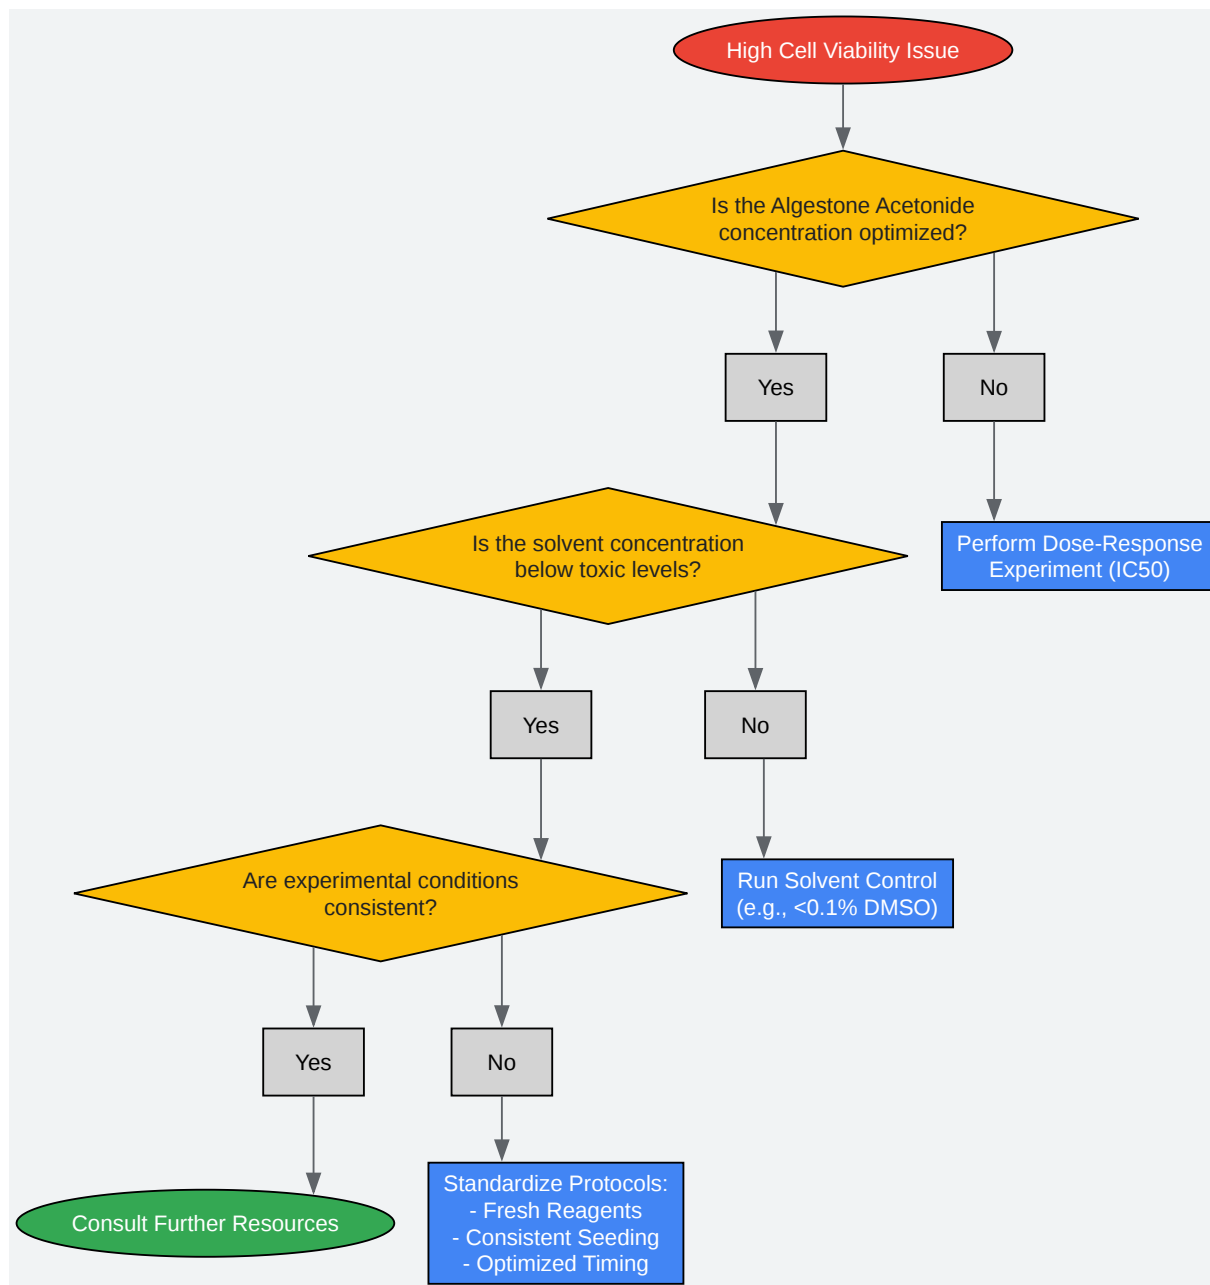 High Cell Viability Issue
Is the Algestone Acetonide
concentration optimized?
Yes
No
Is the solvent concentration
below toxic levels?
Perform Dose-Response
Experiment (IC50)
Yes
No
Are experimental conditions
consistent?
Run Solvent Control
(e.g., <0.1% DMSO)
Yes
No
Consult Further Resources
Standardize Protocols:
- Fresh Reagents
- Consistent Seeding
- Optimized Timing